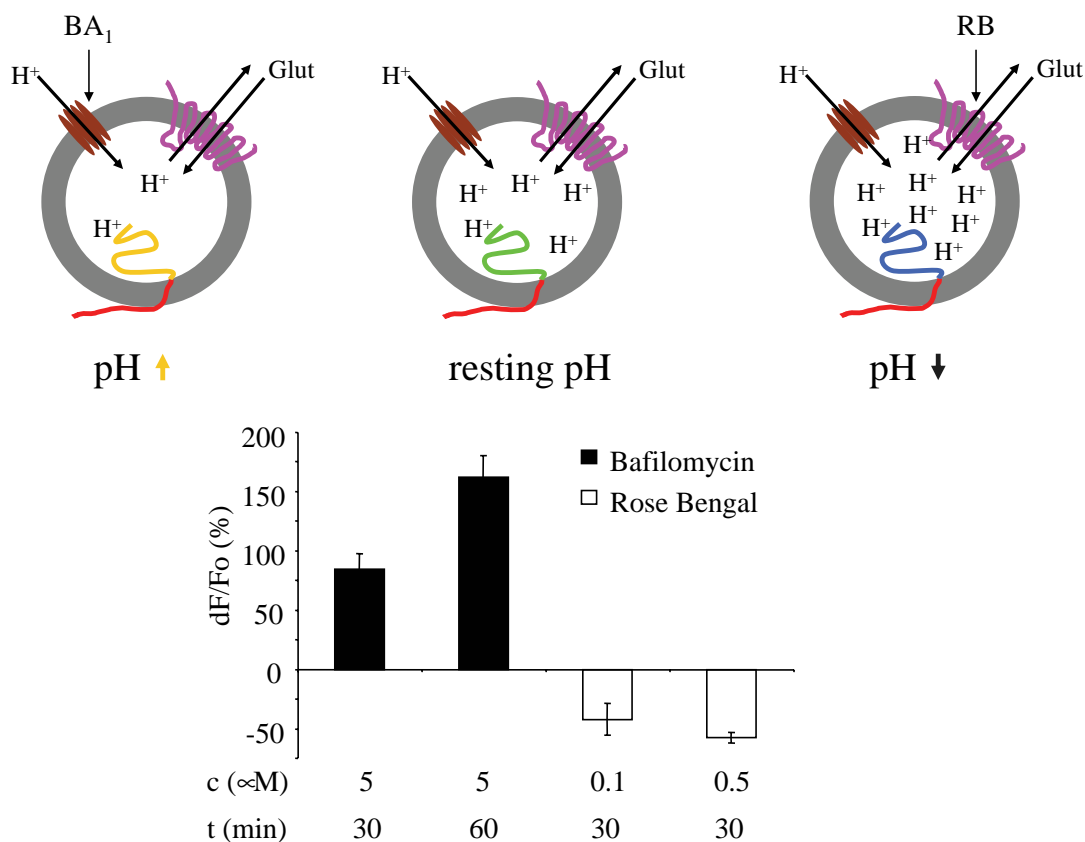 BA₁
RB
H⁺ Glut
H⁺ Glut
H⁺ Glut
H⁺
H⁺
H⁺ H⁺ H⁺
H⁺ H⁺
H⁺
H⁺ H⁺ H⁺
H⁺ H⁺ H⁺
H⁺
pH
resting pH
pH
dF/Fo (%)
200
150
100
50
0
-50
Bafilomycin
Rose Bengal
c (∝M) 5 5 0.1 0.5
t (min) 30 60 30 30